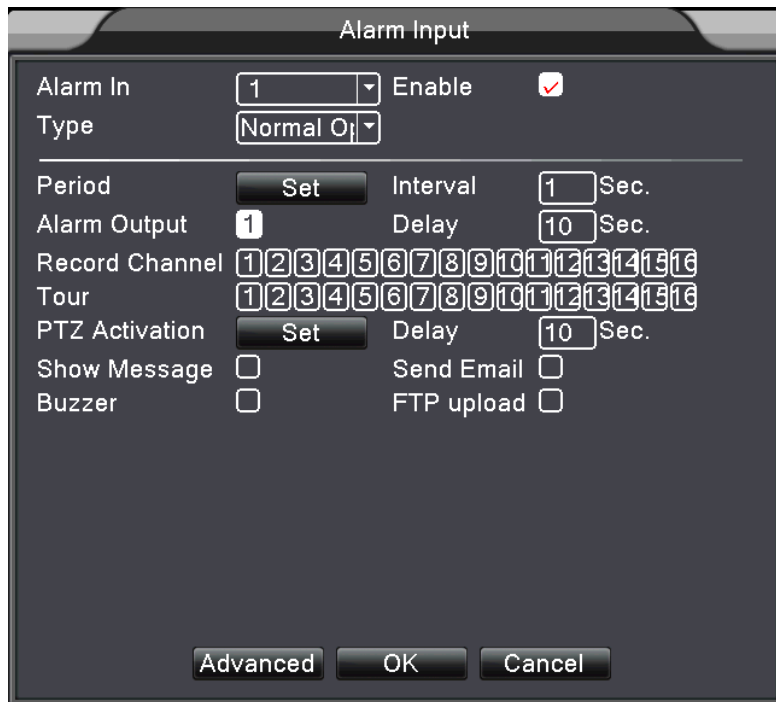 Alarm Input
Alarm In 1 Enable
Type Normal Op
Period Set Interval 1 Sec.
Alarm Output 1 Delay 10 Sec.
Record Channel 1 2 3 4 5 6 7 8 9 10 11 12 13 14 15 16
Tour 1 2 3 4 5 6 7 8 9 10 11 12 13 14 15 16
PTZ Activation Set Delay 10 Sec.
Show Message Send Email
Buzzer FTP upload
Advanced OK Cancel